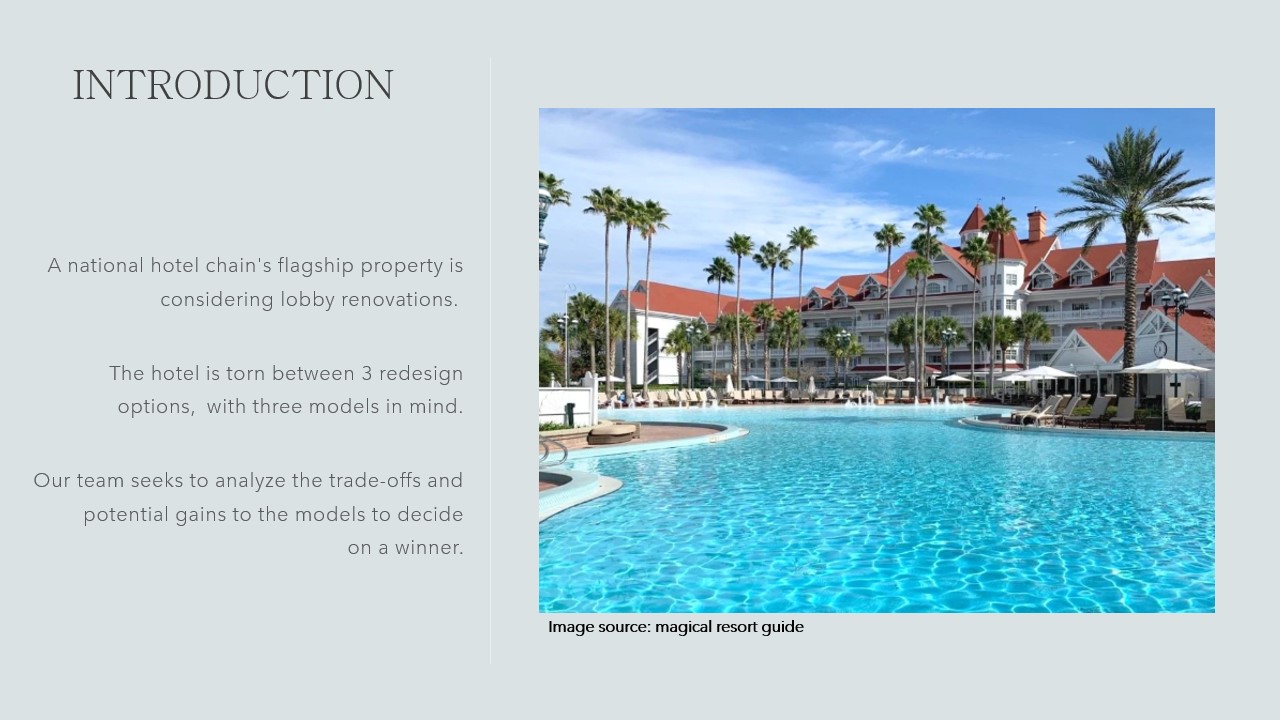 INTRODUCTION
A national hotel chain's flagship property is
considering lobby renovations.
The hotel is torn between 3 redesign
options,  with three models in mind.
Our team seeks to analyze the trade-offs and
potential gains to the models to decide
on a winner.
Image source: magical resort guide